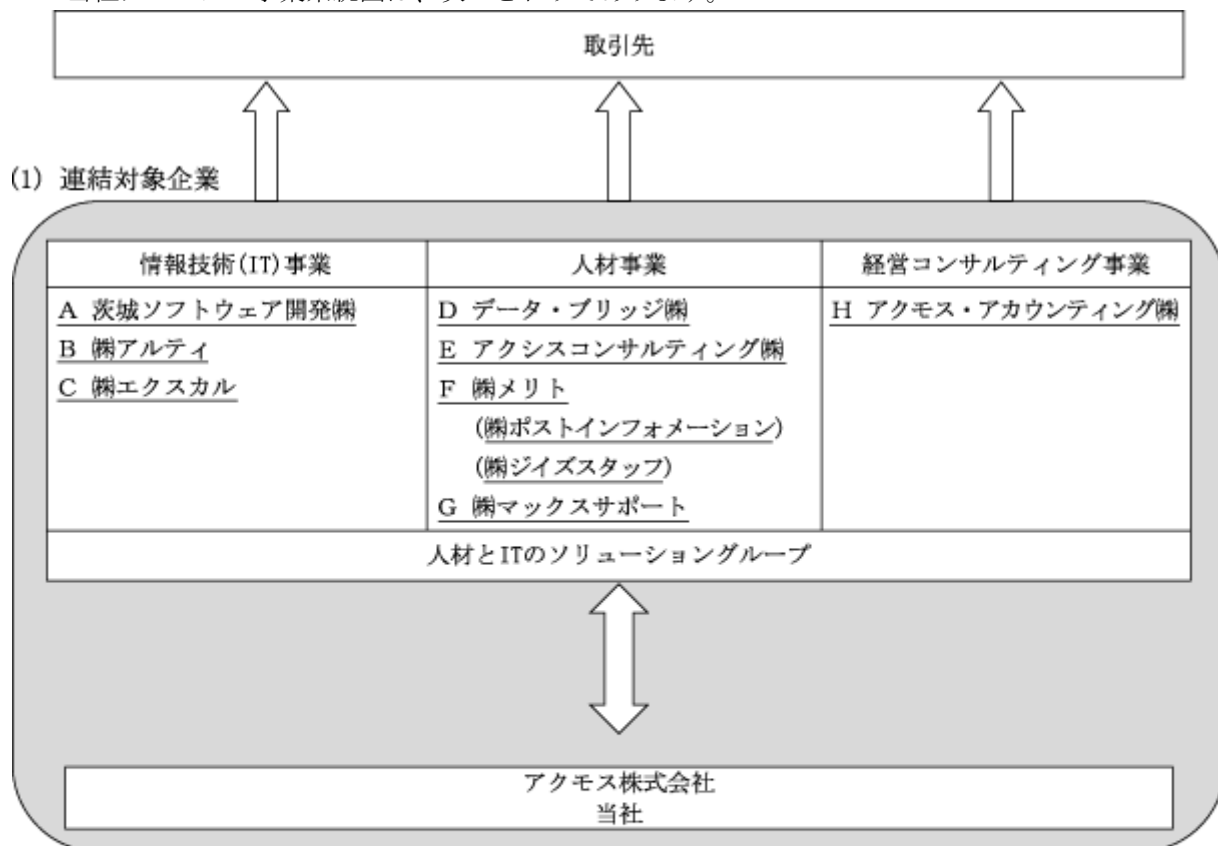 取引先
(1) 連結対象企業
情報技術(IT)事業
人材事業
経営コンサルティング事業
A 茨城ソフトウェア開発㈱
B ㈱アルティ
C ㈱エクスカル
D データ・ブリッジ㈱
E アクシスコンサルティング㈱
F ㈱メリト
(㈱ポストインフォメーション)
(㈱ジイズスタッフ)
G ㈱マックスサポート
H アクモス・アカウンティング㈱
人材とITのソリューショングループ
アクモス株式会社
当社